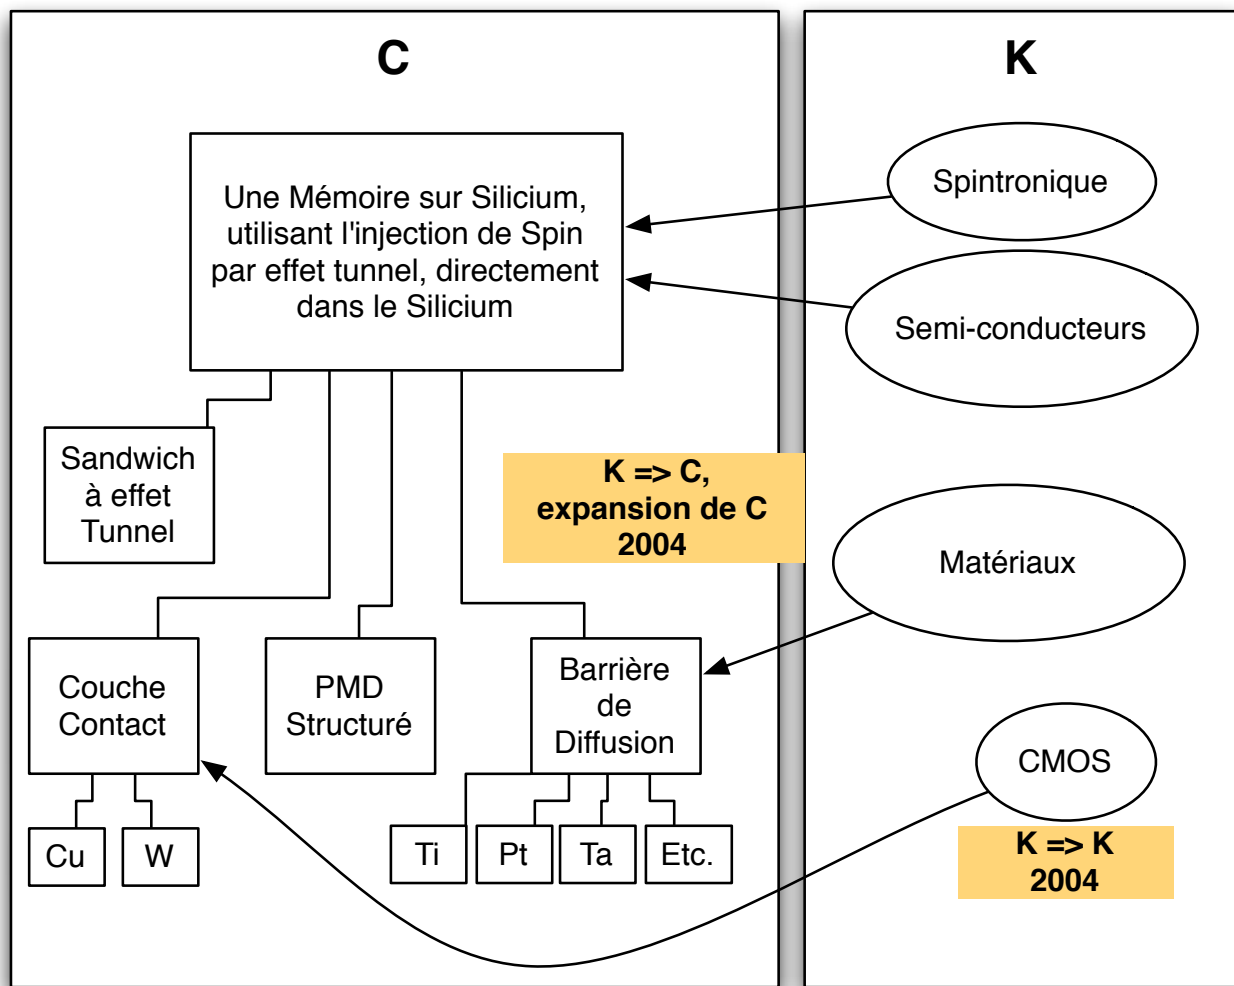 C
K
Une Mémoire sur Silicium,
utilisant l'injection de Spin
par effet tunnel, directement
dans le Silicium
Spintronique
Semi-conducteurs
Sandwich
à effet
Tunnel
K => C,
expansion de C
2004
Matériaux
Couche
Contact
PMD
Structuré
Barrière
de
Diffusion
CMOS
Cu
W
Ti
Pt
Ta
Etc.
K => K
2004